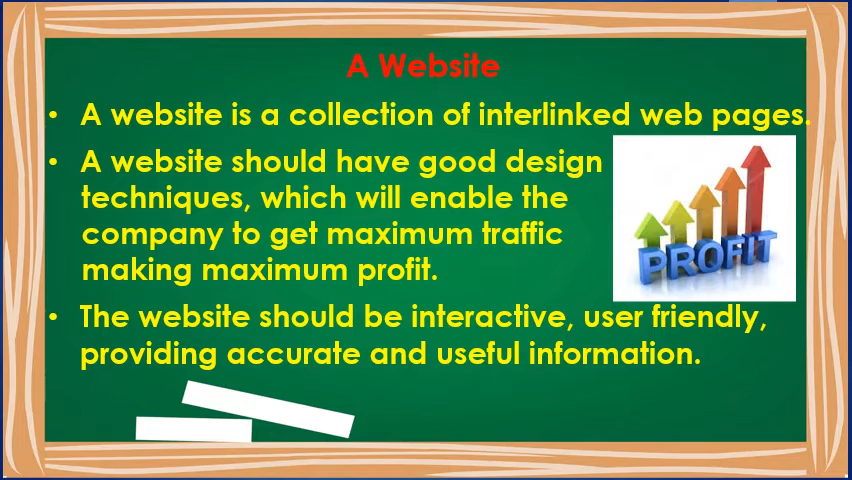 A Website
• A website is a collection of interlinked web pages.
• A website should have good design
techniques, which will enable the
company to get maximum traffic
making maximum profit.
PROFIT
• The website should be interactive, user friendly,
providing accurate and useful information.